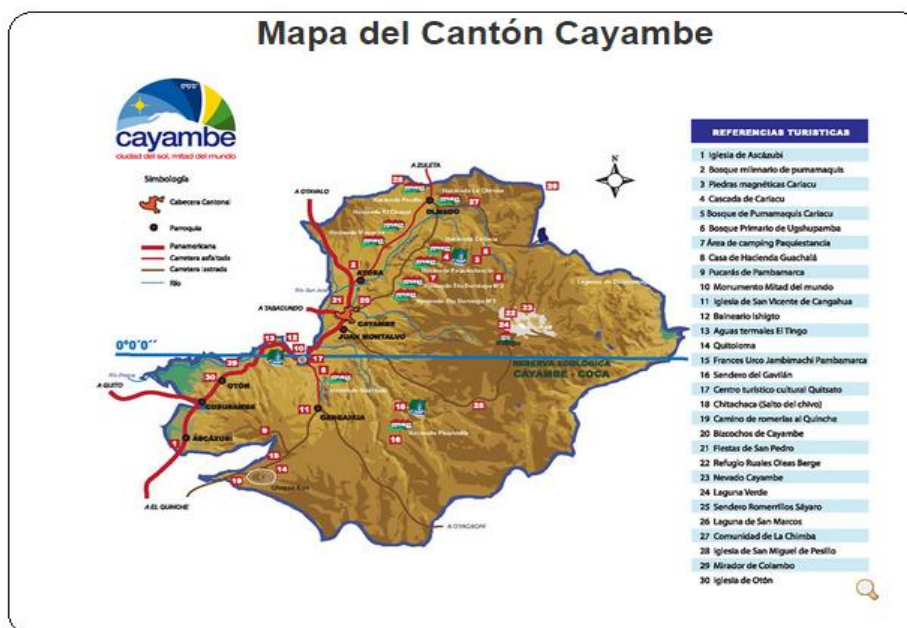 Mapa del Cantón Cayambe
cayambe
ciudad del sol, mitad del mundo
Simbología
Cabecera Cantonal
Parroquia
Panamericana
Carretera asfaltada
Carretera lastrada
Río
A ZULETA
N
A OTAVALO
Hacienda La Chimba
OLMEDO
AYORA
A TABACUNDO
CAYAMBE
JUAN MONTALVO
0°0´0´´
RESERVA ECOLÓGICA
CAYAMBE - COCA
A QUITO
OTÓN
CUSUBAMBA
CANGAHUA
ASCÁZUBI
A EL QUINCHE
REFERENCIAS TURISTICAS
1 Iglesia de Ascázubi
2 Bosque milenario de pumamaquis
3 Piedras magnéticas Cariacu
4 Cascada de Cariacu
5 Bosque de Pumamaquis Cariacu
6 Bosque Primario de Ugshupamba
7 Área de camping Paquiestancia
8 Casa de Hacienda Guachalá
9 Pucarás de Pambamarca
10 Monumento Mitad del mundo
11 Iglesia de San Vicente de Cangahua
12 Balneario Ishigto
13 Aguas termales El Tingo
14 Quitoloma
15 Frances Urco Jambimachi Pambamarca
16 Sendero del Gavilán
17 Centro turístico cultural Quitsato
18 Chitachaca (Salto del chivo)
19 Camino de romerías al Quinche
20 Bizcochos de Cayambe
21 Fiestas de San Pedro
22 Refugio Ruales Oleas Berge
23 Nevado Cayambe
24 Laguna Verde
25 Sendero Romerillos Sáyaro
26 Laguna de San Marcos
27 Comunidad de La Chimba
28 Iglesia de San Miguel de Pesillo
29 Mirador de Colambo
30 Iglesia de Otón